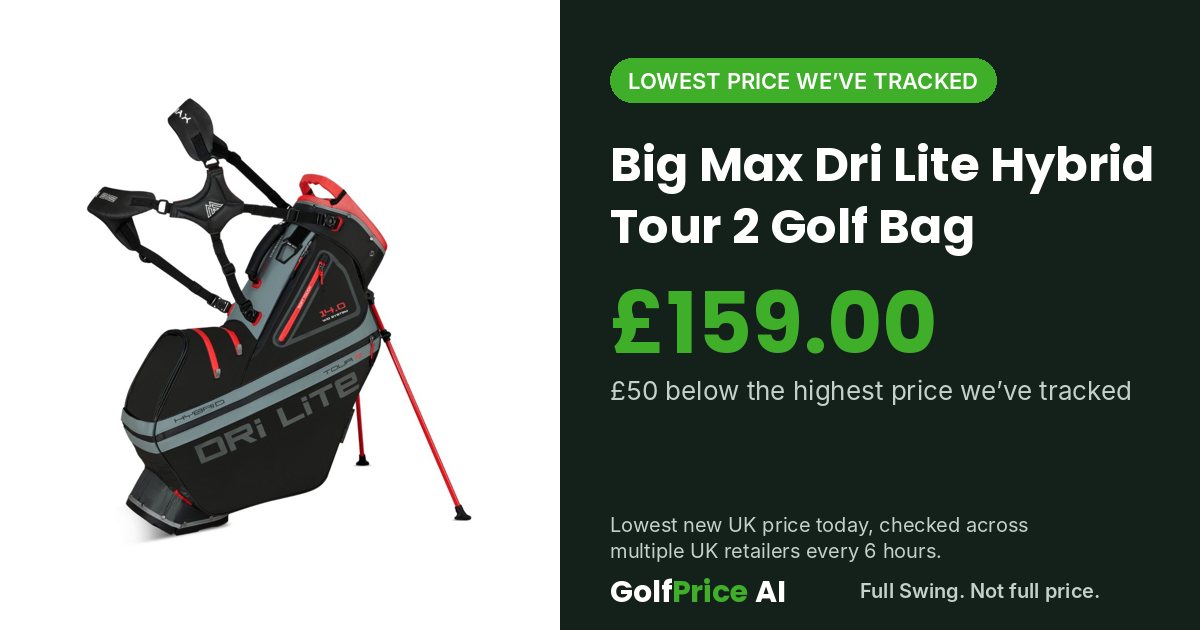 LOWEST PRICE WE’VE TRACKED
Big Max Dri Lite Hybrid
Tour 2 Golf Bag
£159.00
£50 below the highest price we’ve tracked
Lowest new UK price today, checked across
multiple UK retailers every 6 hours.
GolfPrice AI
Full Swing. Not full price.
14.0
TOUR
HYBRID
DRi LiTE